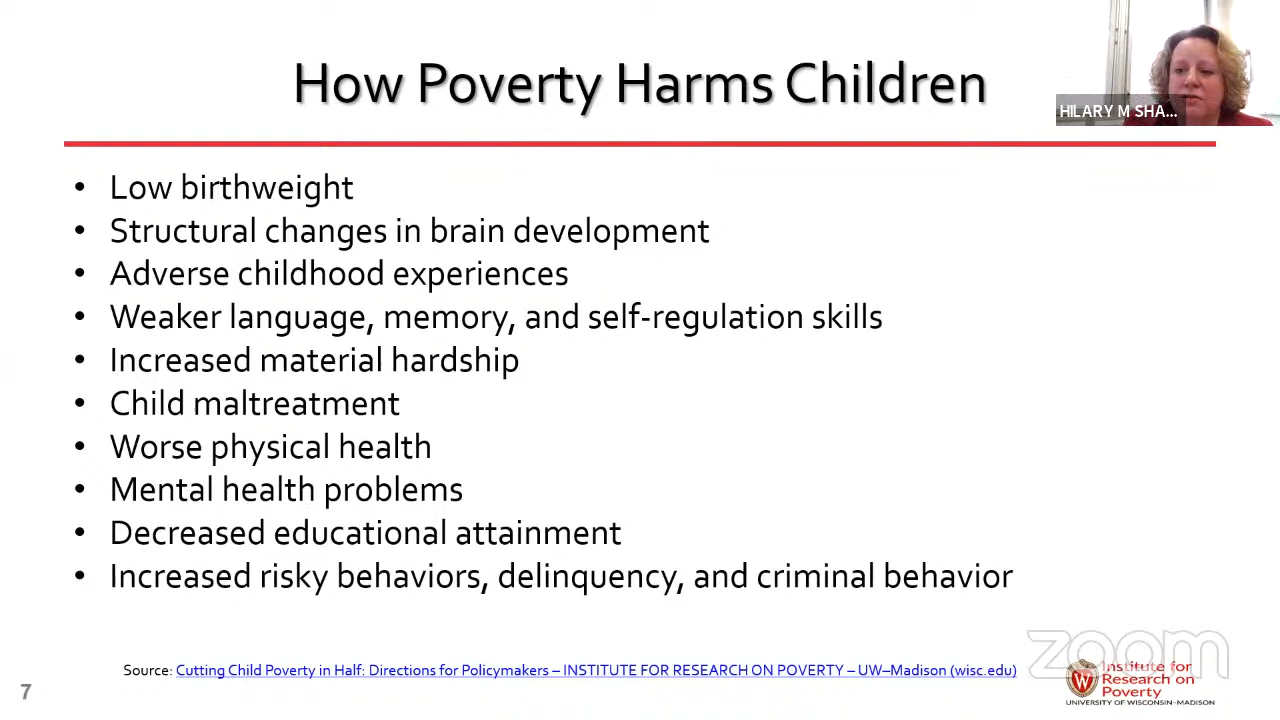 How Poverty Harms Children
HILARY M SHA...
• Low birthweight
• Structural changes in brain development
• Adverse childhood experiences
• Weaker language, memory, and self-regulation skills
• Increased material hardship
• Child maltreatment
• Worse physical health
• Mental health problems
• Decreased educational attainment
• Increased risky behaviors, delinquency, and criminal behavior
zoom
Source: Cutting Child Poverty in Half: Directions for Policymakers – INSTITUTE FOR RESEARCH ON POVERTY – UW–Madison (wisc.edu)
Institute for
Research on
Poverty
UNIVERSITY OF WISCONSIN-MADISON
7